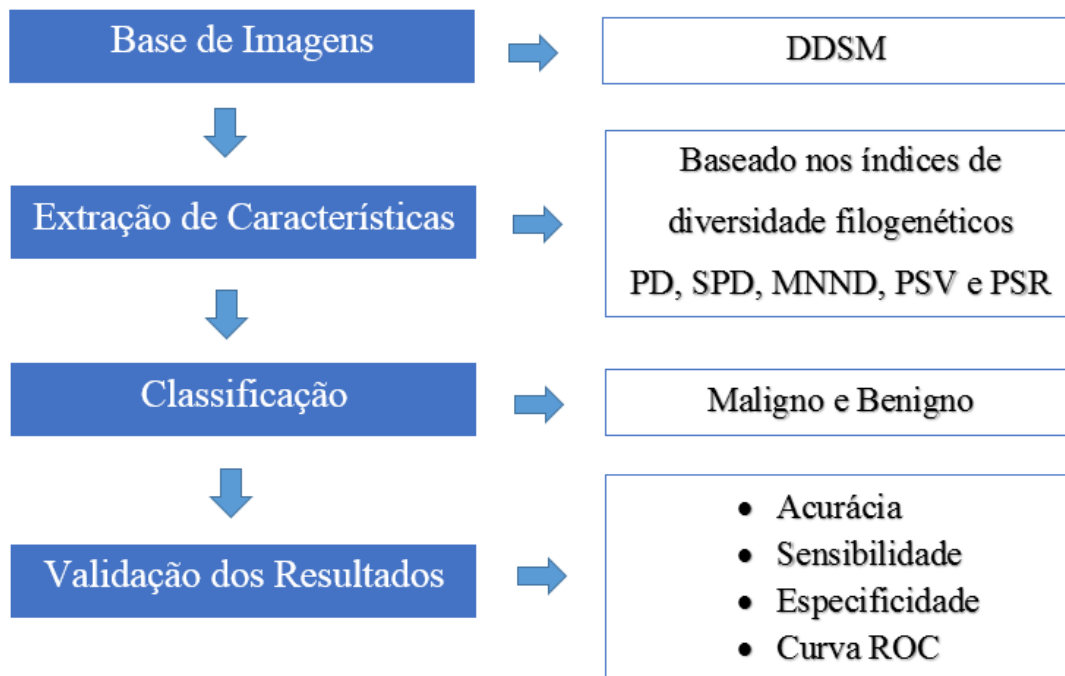 Base de Imagens
DDSM
Extração de Características
Baseado nos índices de
diversidade filogenéticos
PD, SPD, MNND, PSV e PSR
Classificação
Maligno e Benigno
Validação dos Resultados
• Acurácia
• Sensibilidade
• Especificidade
• Curva ROC